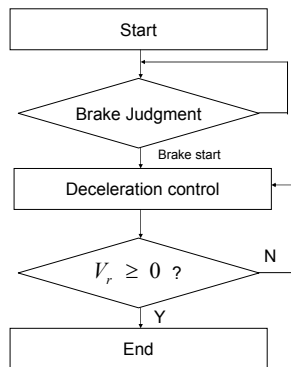 Start
Brake Judgment
Brake start
Deceleration control
V_r ≥ 0 ?
N
Y
End